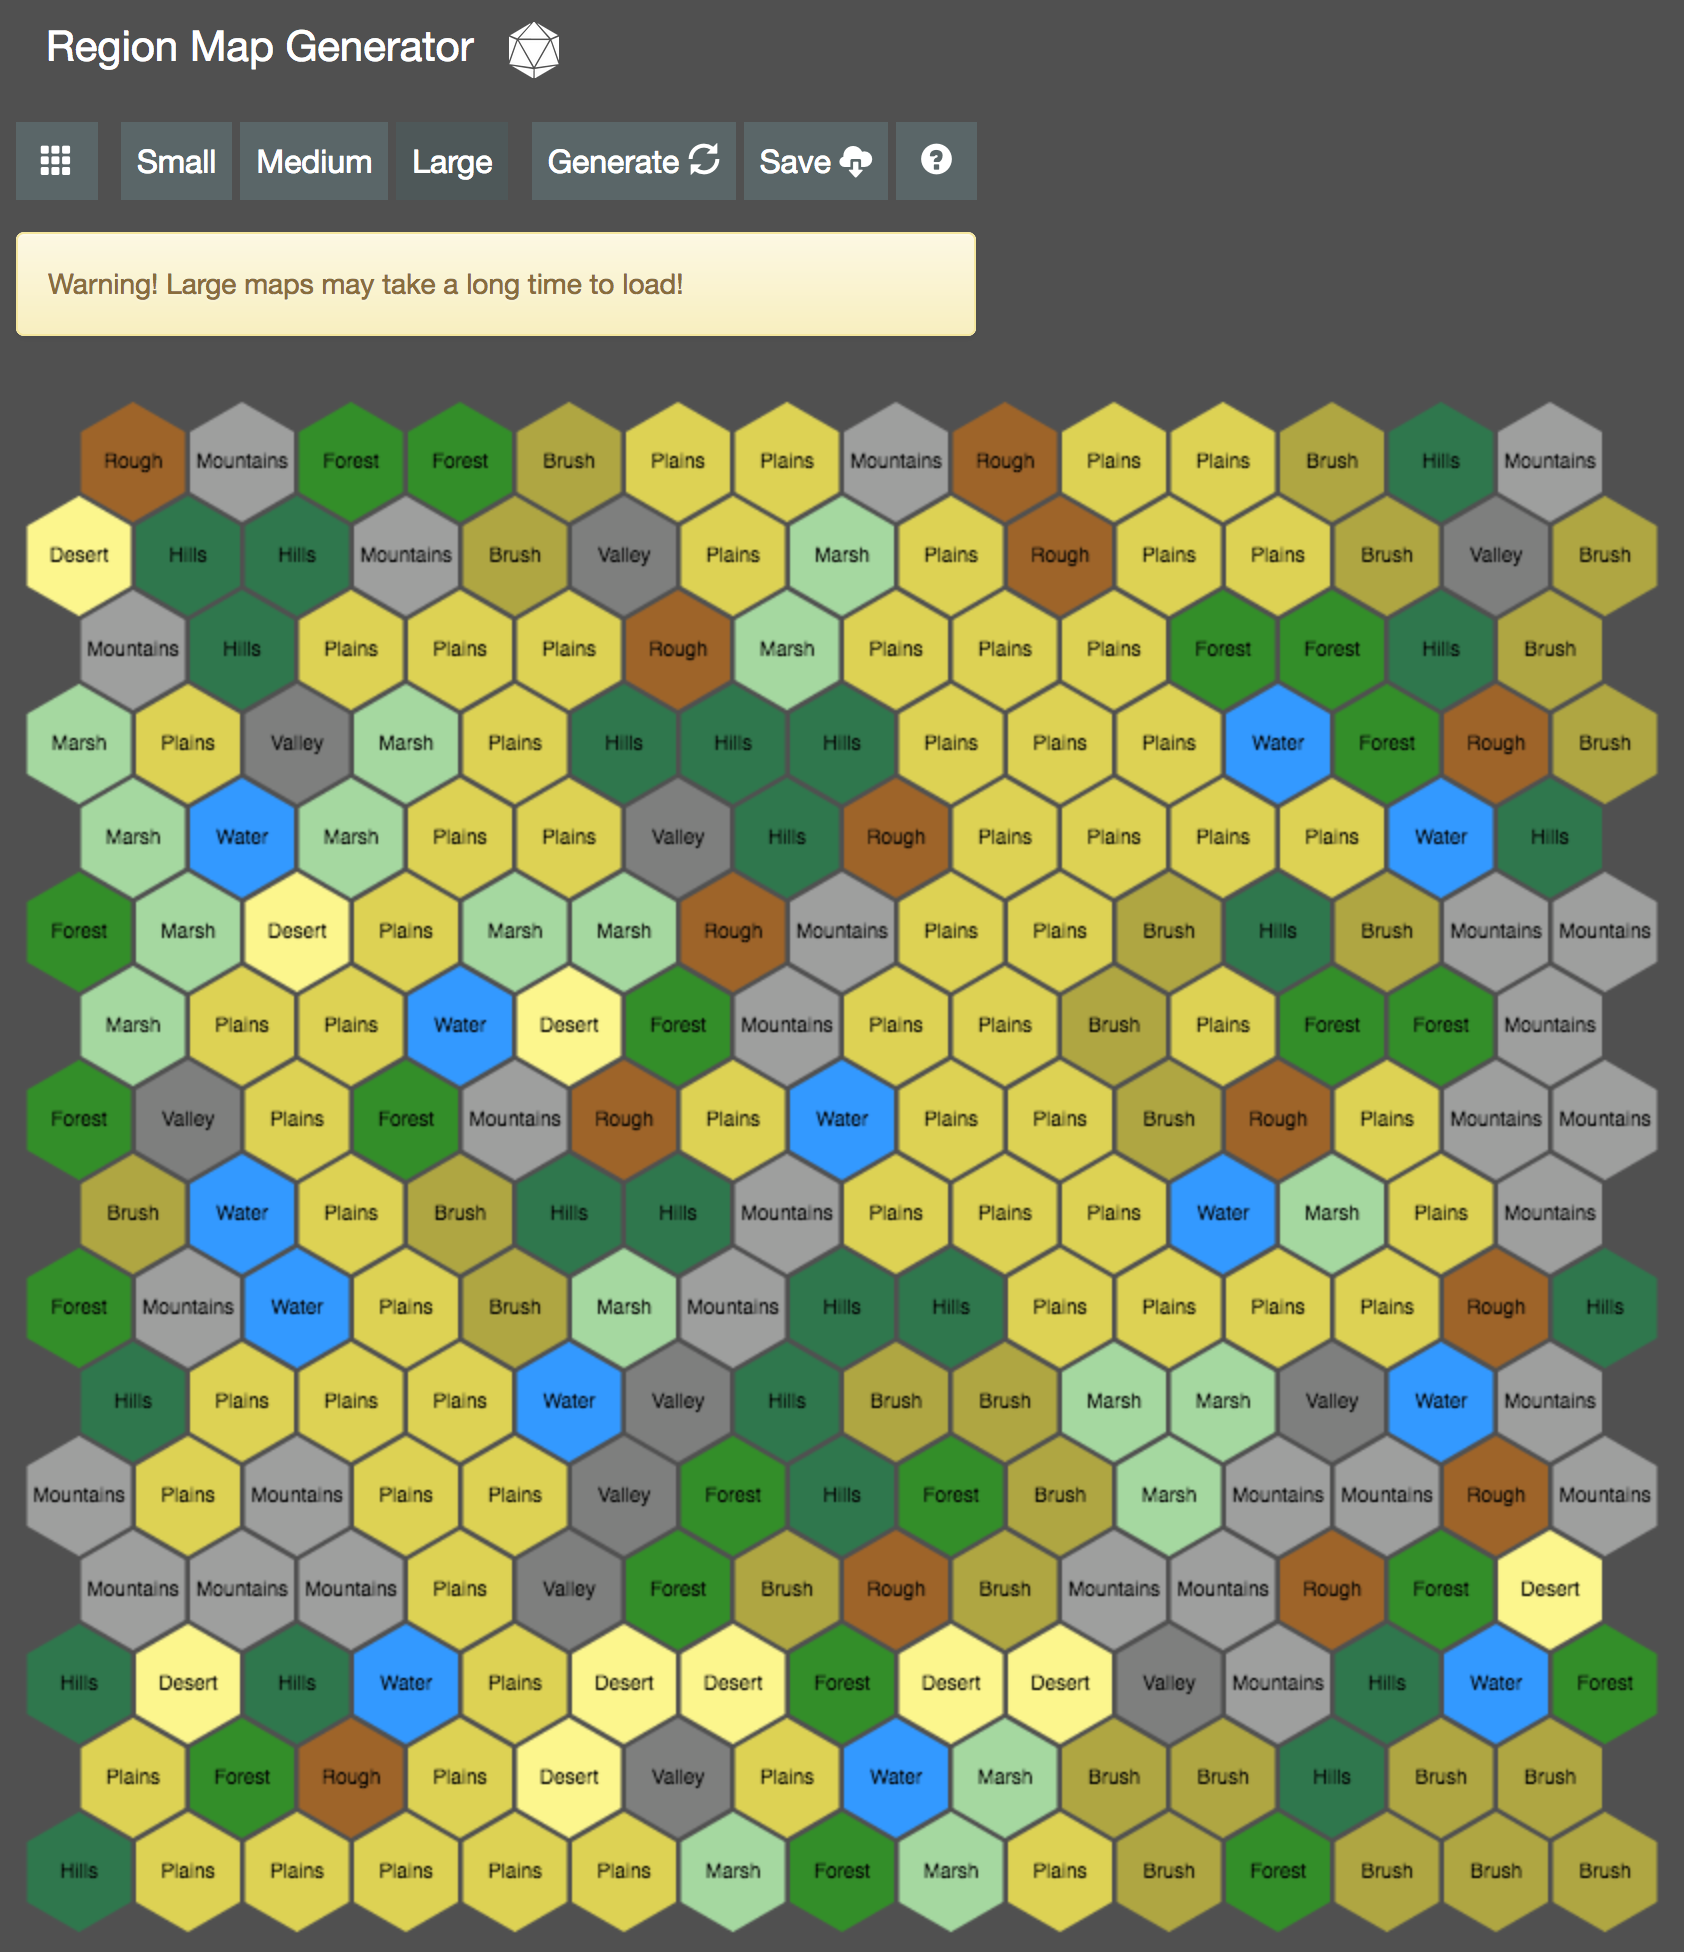 Region Map Generator
Small Medium Large Generate Save
Warning! Large maps may take a long time to load!
Rough Mountains Forest Forest Brush Plains Plains Mountains Rough Plains Plains Brush Hills Mountains
Desert Hills Hills Mountains Brush Valley Plains Marsh Plains Rough Plains Plains Brush Valley Brush
Mountains Hills Plains Plains Plains Rough Marsh Plains Plains Plains Forest Forest Hills Brush
Marsh Plains Valley Marsh Plains Hills Hills Hills Plains Plains Plains Water Forest Rough Brush
Marsh Water Marsh Plains Plains Valley Hills Rough Plains Plains Plains Plains Water Hills
Forest Marsh Desert Plains Marsh Marsh Rough Mountains Plains Plains Brush Hills Brush Mountains Mountains
Marsh Plains Plains Water Desert Forest Mountains Plains Plains Brush Plains Forest Forest Mountains
Forest Valley Plains Forest Mountains Rough Plains Water Plains Plains Brush Rough Plains Mountains Mountains
Brush Water Plains Brush Hills Hills Mountains Plains Plains Plains Water Marsh Plains Mountains
Forest Mountains Water Plains Brush Marsh Mountains Hills Hills Plains Plains Plains Plains Rough Hills
Hills Plains Plains Plains Water Valley Hills Brush Brush Marsh Marsh Valley Water Mountains
Mountains Plains Mountains Plains Plains Valley Forest Hills Forest Brush Marsh Mountains Mountains Rough Mountains
Mountains Mountains Mountains Plains Valley Forest Brush Rough Brush Mountains Mountains Rough Forest Desert
Hills Desert Hills Water Plains Desert Desert Forest Desert Desert Valley Mountains Hills Water Forest
Plains Forest Rough Plains Desert Valley Plains Water Marsh Brush Brush Hills Brush Brush
Hills Plains Plains Plains Plains Plains Marsh Forest Marsh Plains Brush Forest Brush Brush Brush